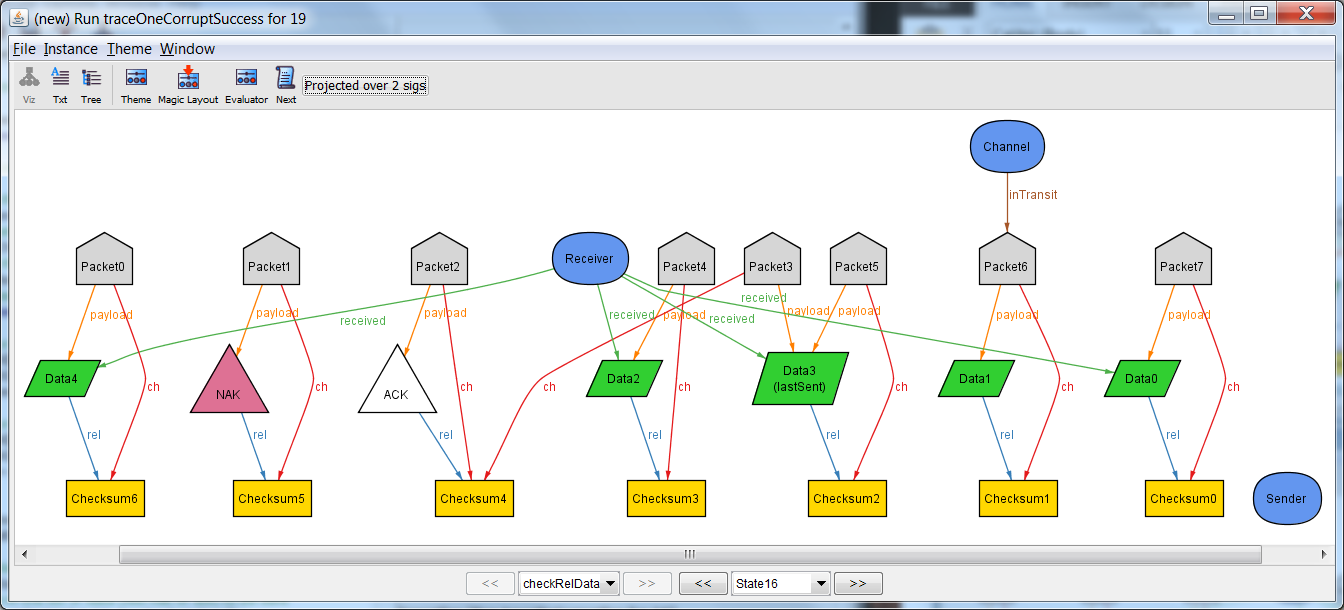 (new) Run traceOneCorruptSuccess for 19
File Instance Theme Window
Viz Txt Tree Theme Magic Layout Evaluator Next Projected over 2 sigs
Channel
inTransit
Packet0 Packet1 Packet2 Receiver Packet4 Packet3 Packet5 Packet6 Packet7
received
payload payload payload received payload received payload payload payload payload
received
Data4 NAK ACK Data2 Data3 Data1 Data0
(lastSent)
ch ch ch ch ch ch ch ch
rel rel rel rel rel rel rel
Checksum6 Checksum5 Checksum4 Checksum3 Checksum2 Checksum1 Checksum0 Sender
<< checkRelData >> << State16 >>